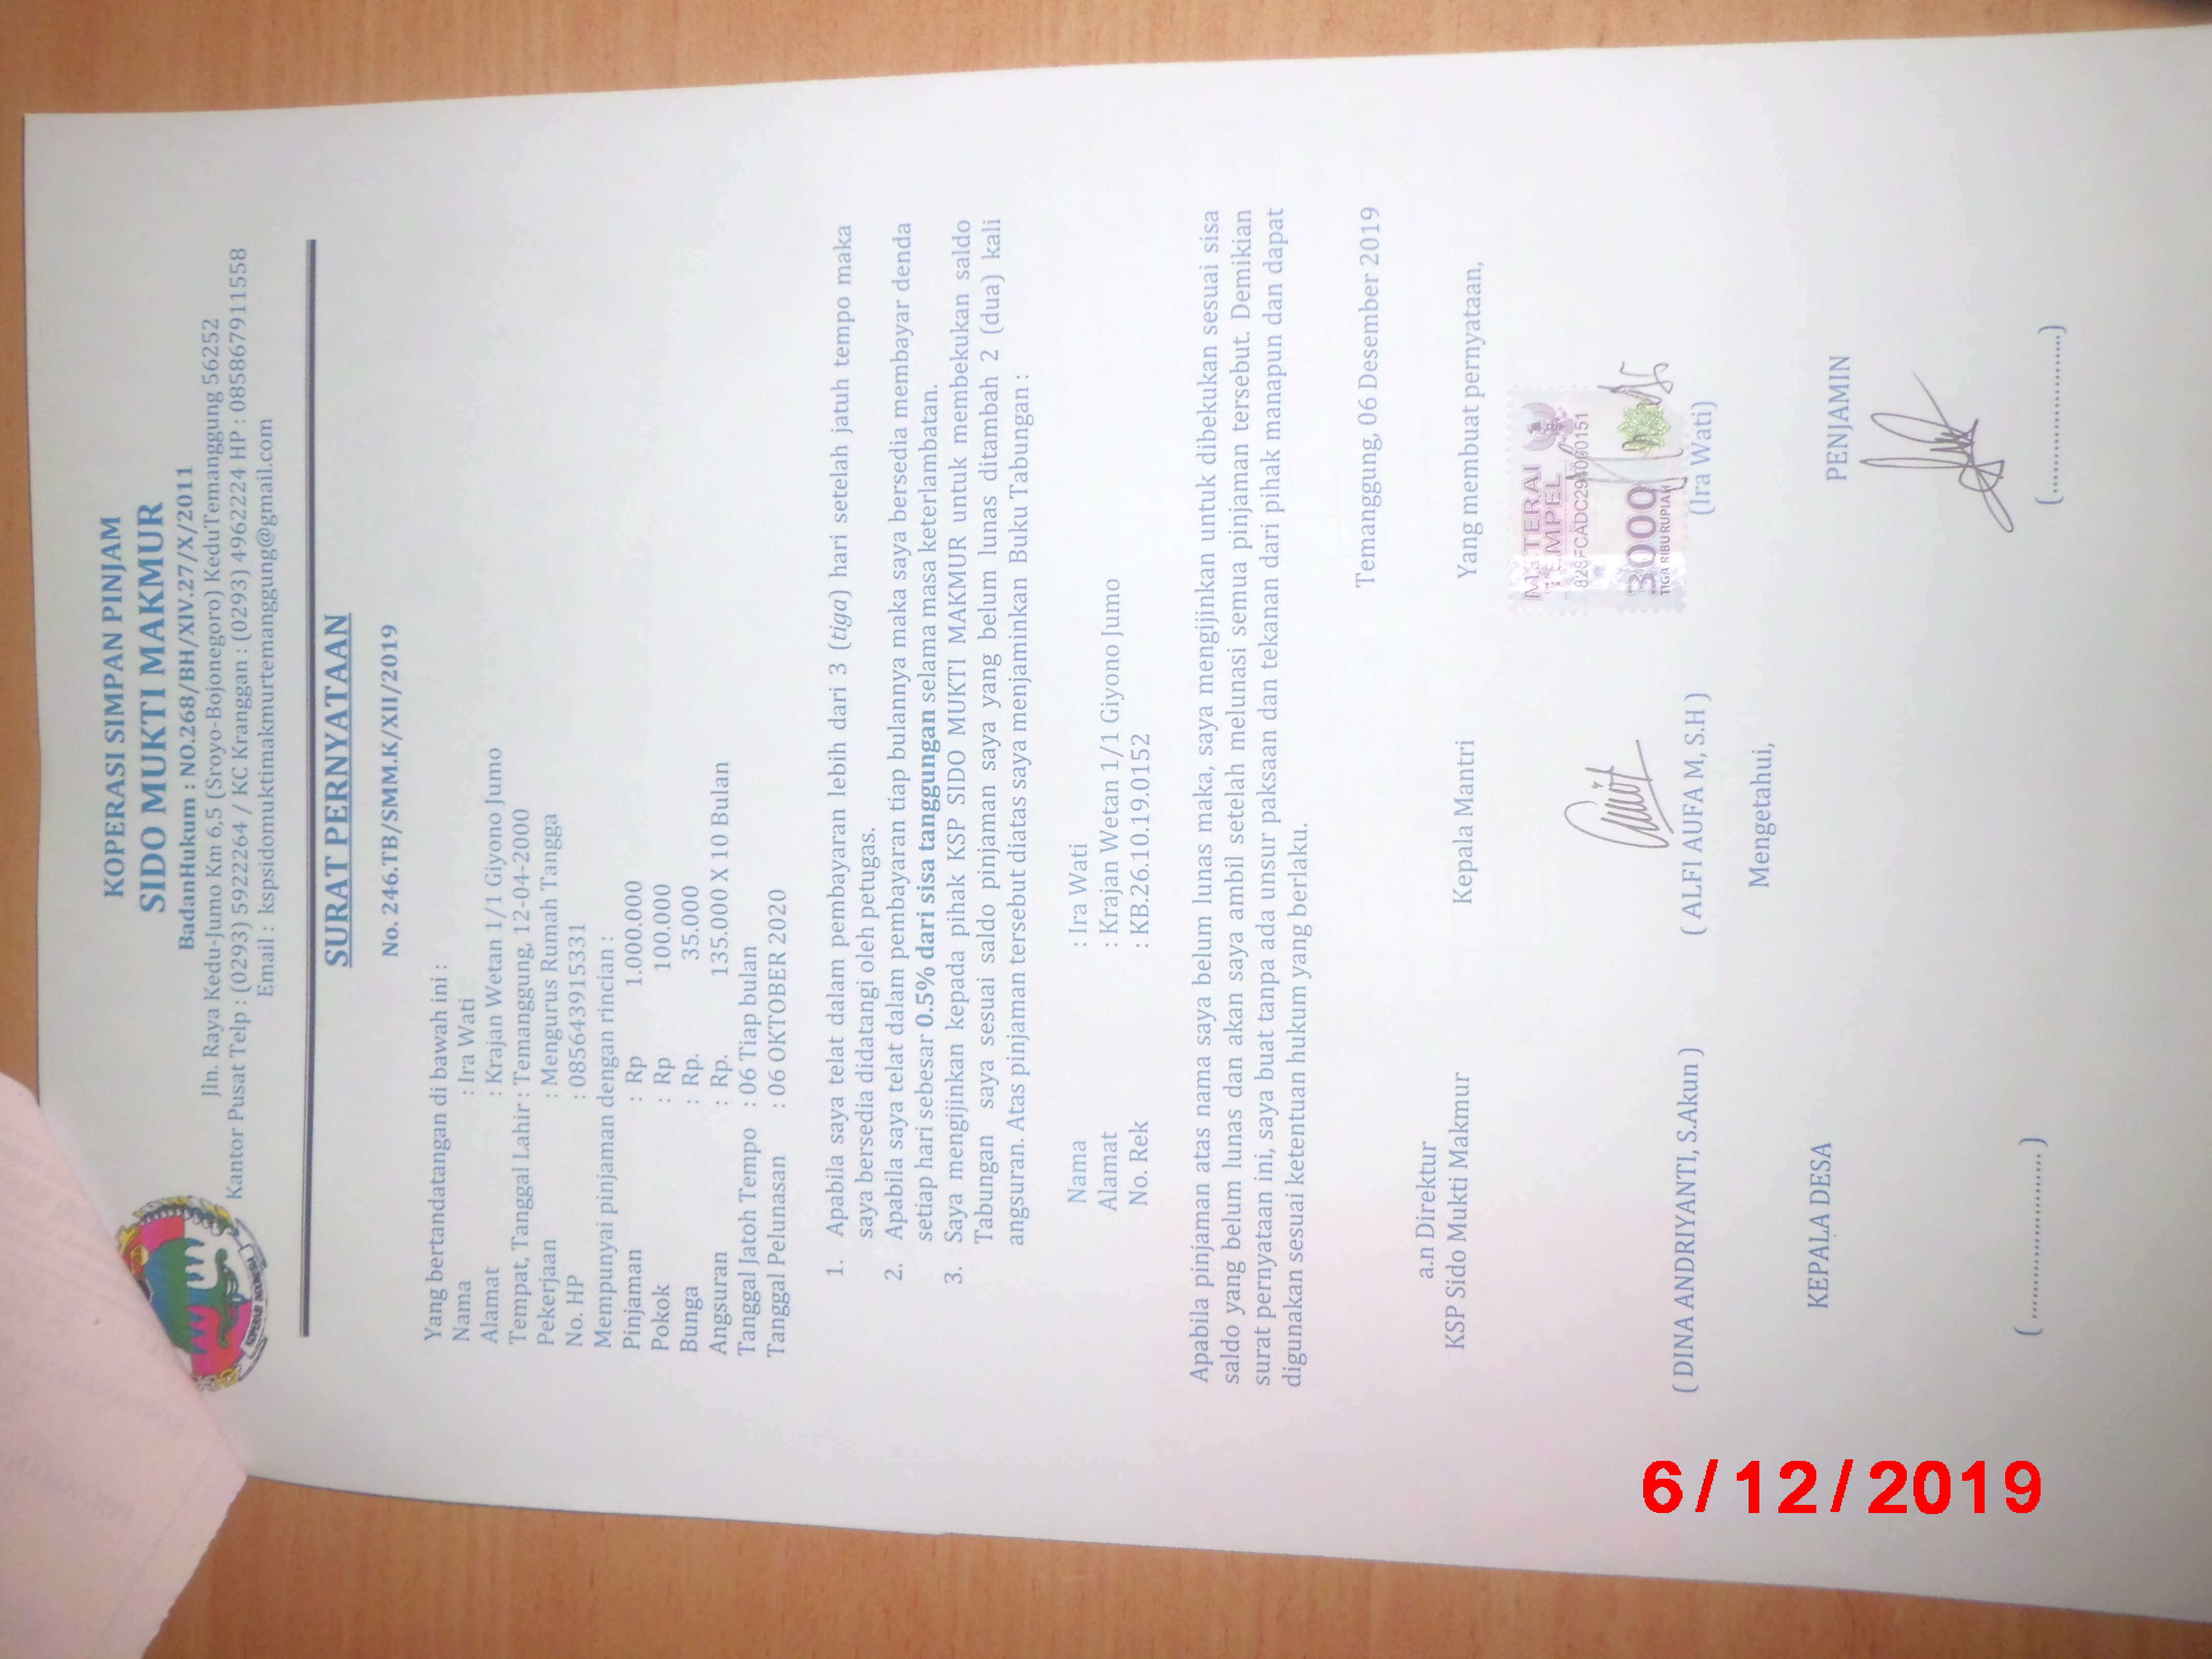 KOPERASI SIMPAN PINJAM
SIDO MUKTI MAKMUR
BadanHukum : NO.268/BH/XIV.27/X/2011
Jln. Raya Kedu-Jumo Km 6,5 (Sroyo-Bojonegoro) KeduTemanggung 56252
Kantor Pusat Telp : (0293) 5922264 / KC Kranggan : (0293) 4962224 HP : 085867911558
Email : kspsidomuktimakmurtemanggung@gmail.com
KOPERASI INDONESIA
SURAT PERNYATAAN
No. 246.TB/SMM.K/XII/2019
Yang bertandatangan di bawah ini :
Nama : Ira Wati
Alamat : Krajan Wetan 1/1 Giyono Jumo
Tempat, Tanggal Lahir : Temanggung, 12-04-2000
Pekerjaan : Mengurus Rumah Tangga
No. HP : 085643915331
Mempunyai pinjaman dengan rincian :
Pinjaman : Rp 1.000.000
Pokok : Rp 100.000
Bunga : Rp. 35.000
Angsuran : Rp. 135.000 X 10 Bulan
Tanggal Jatoh Tempo : 06 Tiap bulan
Tanggal Pelunasan : 06 OKTOBER 2020
1. Apabila saya telat dalam pembayaran lebih dari 3 (tiga) hari setelah jatuh tempo maka
saya bersedia didatangi oleh petugas.
2. Apabila saya telat dalam pembayaran tiap bulannya maka saya bersedia membayar denda
setiap hari sebesar 0.5% dari sisa tanggungan selama masa keterlambatan.
3. Saya mengijinkan kepada pihak KSP SIDO MUKTI MAKMUR untuk membekukan saldo
Tabungan saya sesuai saldo pinjaman saya yang belum lunas ditambah 2 (dua) kali
angsuran. Atas pinjaman tersebut diatas saya menjaminkan Buku Tabungan :
Nama : Ira Wati
Alamat : Krajan Wetan 1/1 Giyono Jumo
No. Rek : KB.26.10.19.0152
Apabila pinjaman atas nama saya belum lunas maka, saya mengijinkan untuk dibekukan sesuai sisa
saldo yang belum lunas dan akan saya ambil setelah melunasi semua pinjaman tersebut. Demikian
surat pernyataan ini, saya buat tanpa ada unsur paksaan dan tekanan dari pihak manapun dan dapat
digunakan sesuai ketentuan hukum yang berlaku.
Temanggung, 06 Desember 2019
a.n Direktur
KSP Sido Mukti Makmur Kepala Mantri Yang membuat pernyataan,
METERAI
TEMPEL
3000
TIGA RIBU RUPIAH
( DINA ANDRIYANTI, S.Akun ) ( ALFI AUFA M, S.H ) (Ira Wati)
Mengetahui,
KEPALA DESA PENJAMIN
( ........................ ) (........................)
6/12/2019